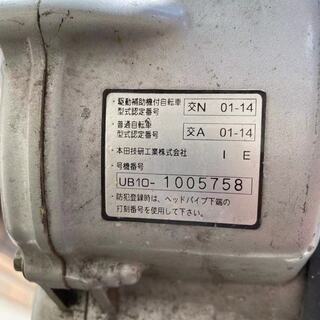 ・駆動補助機付自転車
型式認定番号 交N 01-14
・普通自転車
型式認定番号 交A 01-14
・本田技研工業株式会社 I E
・号機番号
UB10- 1005758
・防犯登録時は、ヘッドパイプ下端の
打刻番号を使用して下さい。